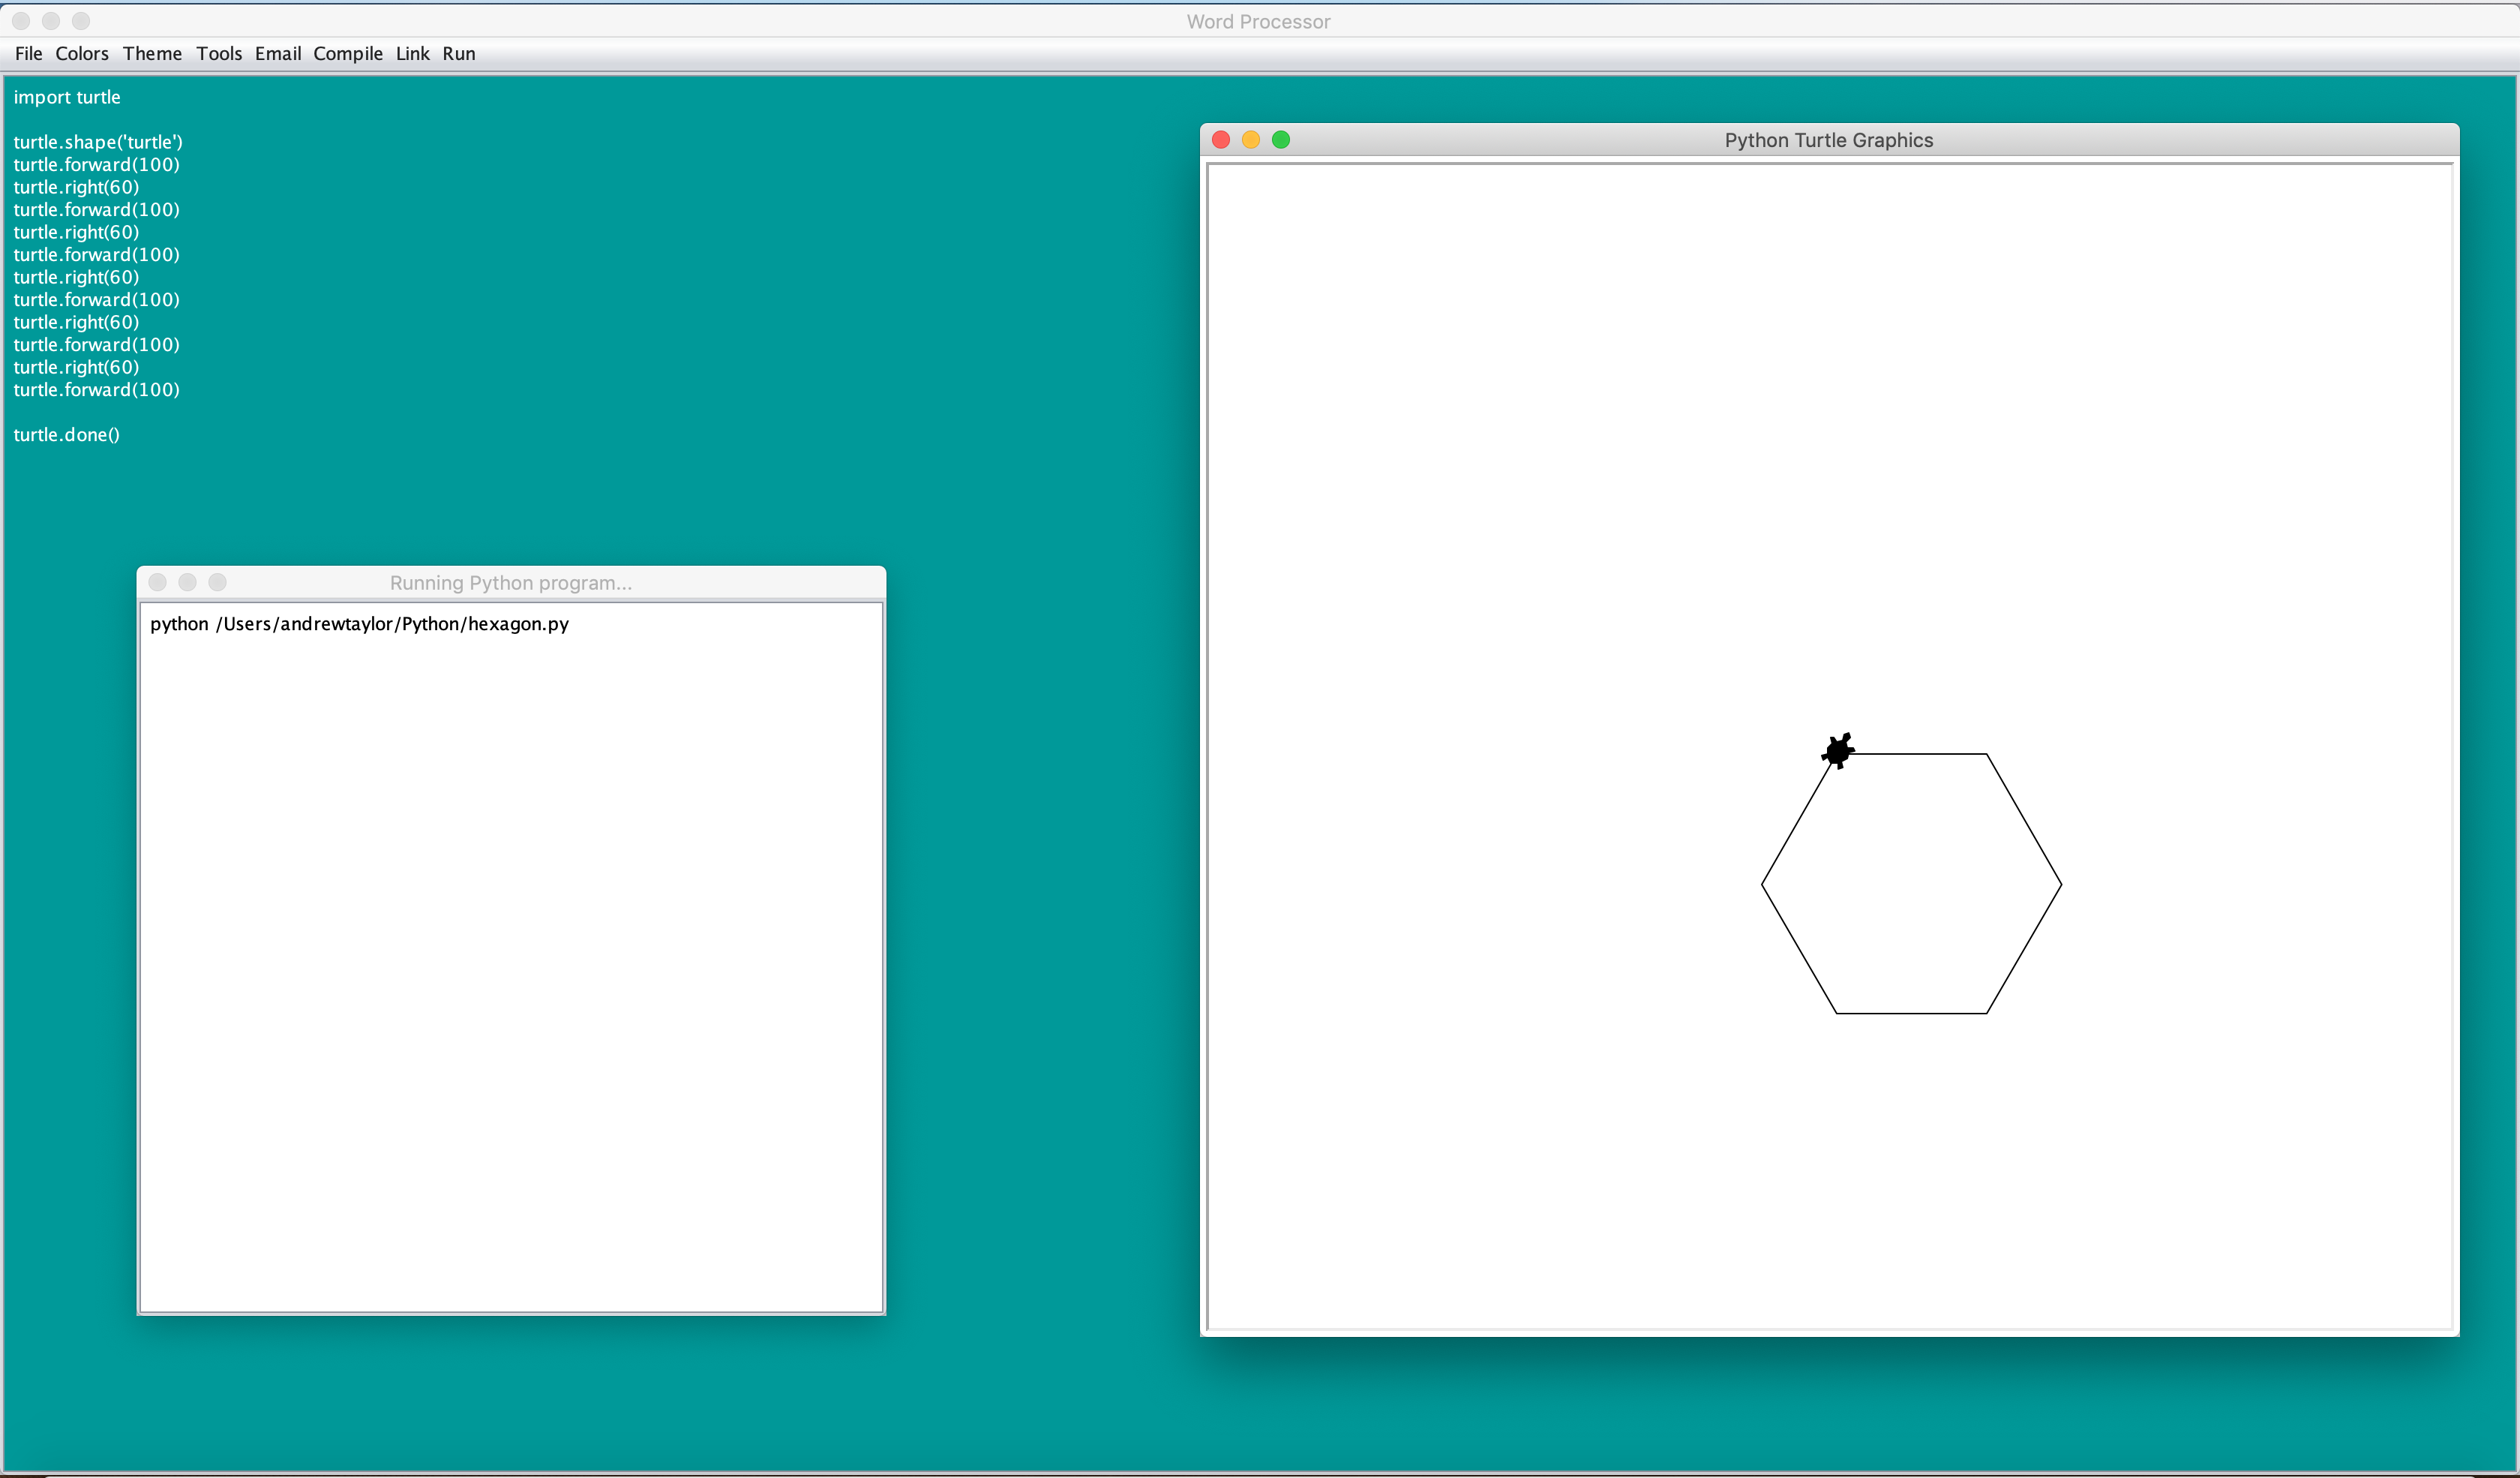 Word Processor
File Colors Theme Tools Email Compile Link Run
import turtle
turtle.shape('turtle')
turtle.forward(100)
turtle.right(60)
turtle.forward(100)
turtle.right(60)
turtle.forward(100)
turtle.right(60)
turtle.forward(100)
turtle.right(60)
turtle.forward(100)
turtle.right(60)
turtle.forward(100)
turtle.done()
Running Python program...
python /Users/andrewtaylor/Python/hexagon.py
Python Turtle Graphics